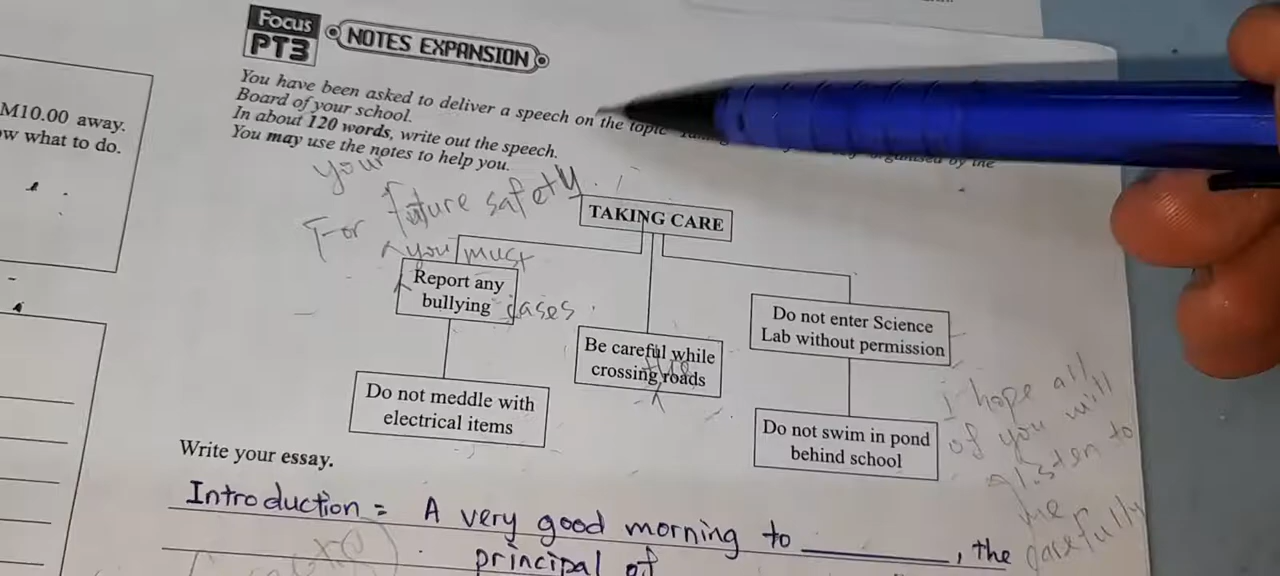 Focus
PT3
NOTES EXPANSION
You have been asked to deliver a speech on the topic
organised by the
Board of your school.
In about 120 words, write out the speech.
You may use the notes to help you.
M10.00 away.
ow what to do.
your
For future safety.
you must
TAKING CARE
Report any
bullying cases.
Do not meddle with
electrical items
Be careful while
crossing the roads
Do not enter Science
Lab without permission
Do not swim in pond
behind school
i hope all
of you will
listen to
me
carefully
Write your essay.
Introduction = A very good morning to ________, the
principal of